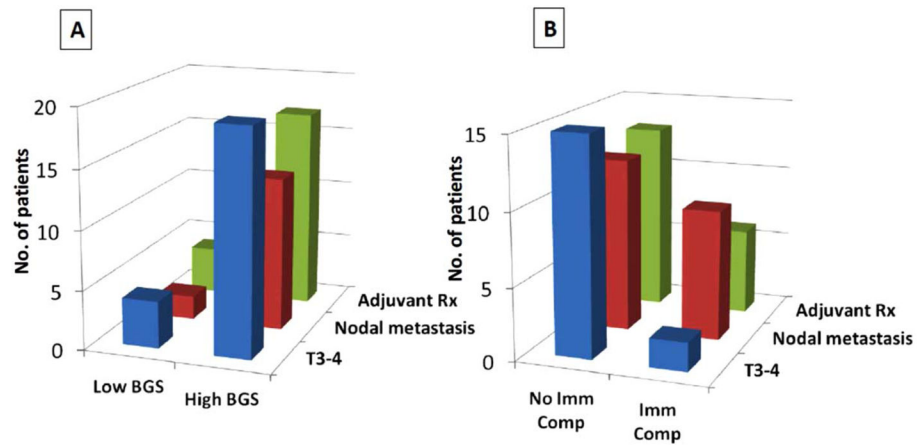 A
No. of patients
20
15
10
5
0
Low BGS
High BGS
Adjuvant Rx
Nodal metastasis
T3-4
B
No. of patients
15
10
5
0
No Imm
Comp
Imm
Comp
Adjuvant Rx
Nodal metastasis
T3-4